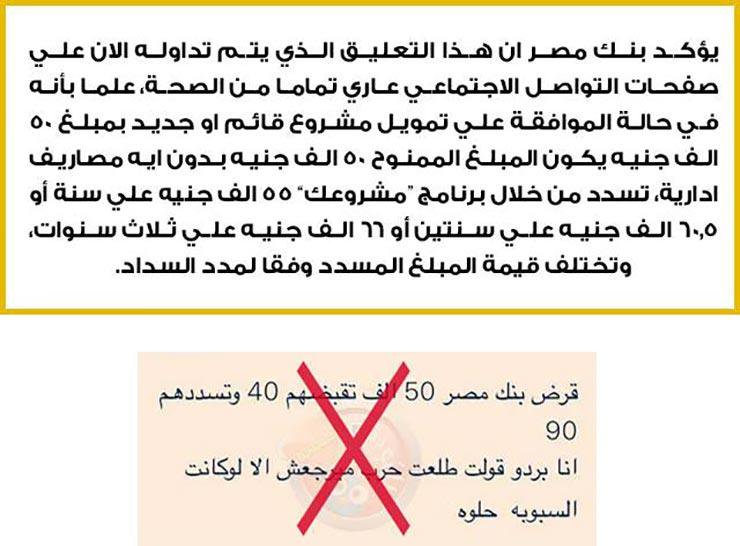 يؤكد بنك مصر ان هذا التعليق الذي يتم تداوله الان علي
صفحات التواصل الاجتماعي عاري تماما من الصحة، علما بأنه
في حالة الموافقة علي تمويل مشروع قائم او جديد بمبلغ ٥٠
الف جنيه يكون المبلغ الممنوح ٥٠ الف جنيه بدون ايه مصاريف
ادارية، تسدد من خلال برنامج "مشروعك" ٥٥ الف جنيه علي سنة أو
٦٠,٥ الف جنيه علي سنتين أو ٦٦ الف جنيه علي ثلاث سنوات،
وتختلف قيمة المبلغ المسدد وفقا لمدد السداد.
قرض بنك مصر 50 الف تقبضهم 40 وتسددهم
90
انا بردو قولت طلعت حرب ميرجعش الا لوكانت
السبوبه حلوه